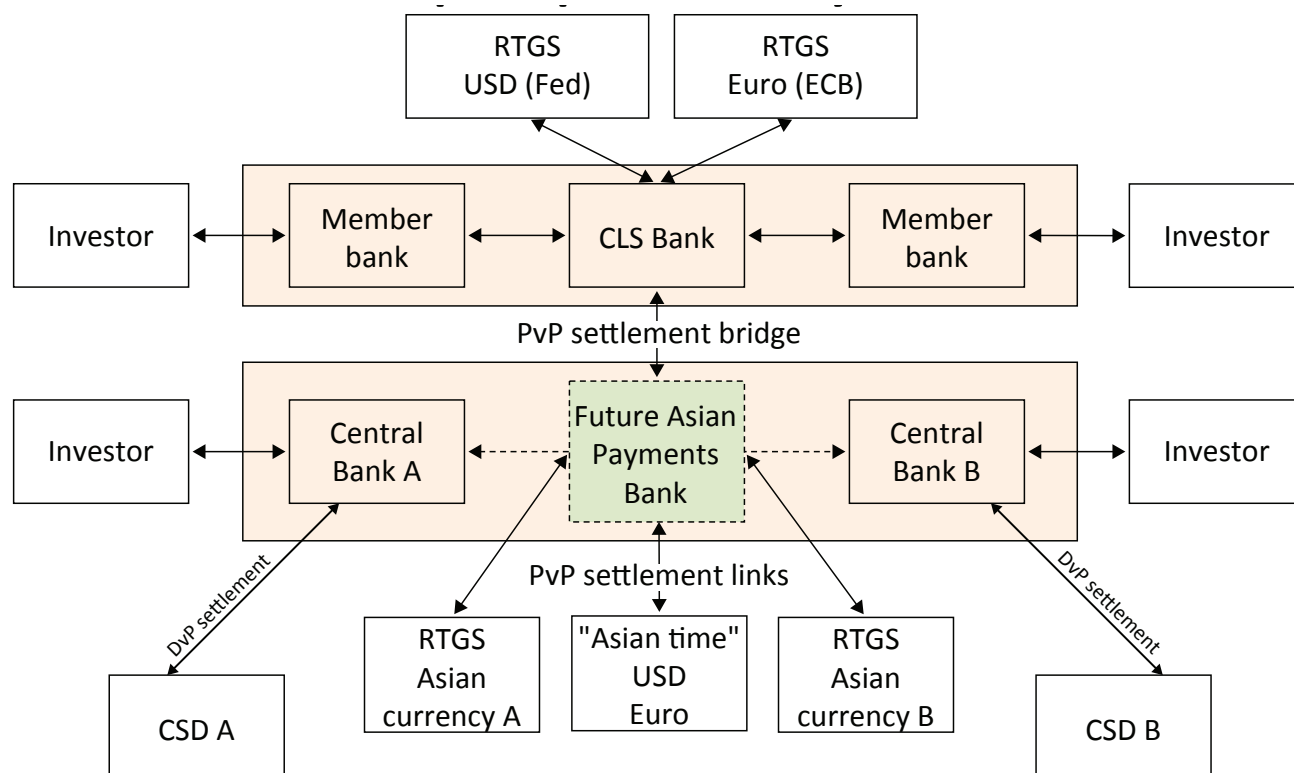 RTGS
USD (Fed)
RTGS
Euro (ECB)
Investor
Member
bank
CLS Bank
Member
bank
Investor
PvP settlement bridge
Investor
Central
Bank A
Future Asian
Payments
Bank
Central
Bank B
Investor
DvP settlement
PvP settlement links
DvP settlement
RTGS
Asian
currency A
"Asian time"
USD
Euro
RTGS
Asian
currency B
CSD A
CSD B